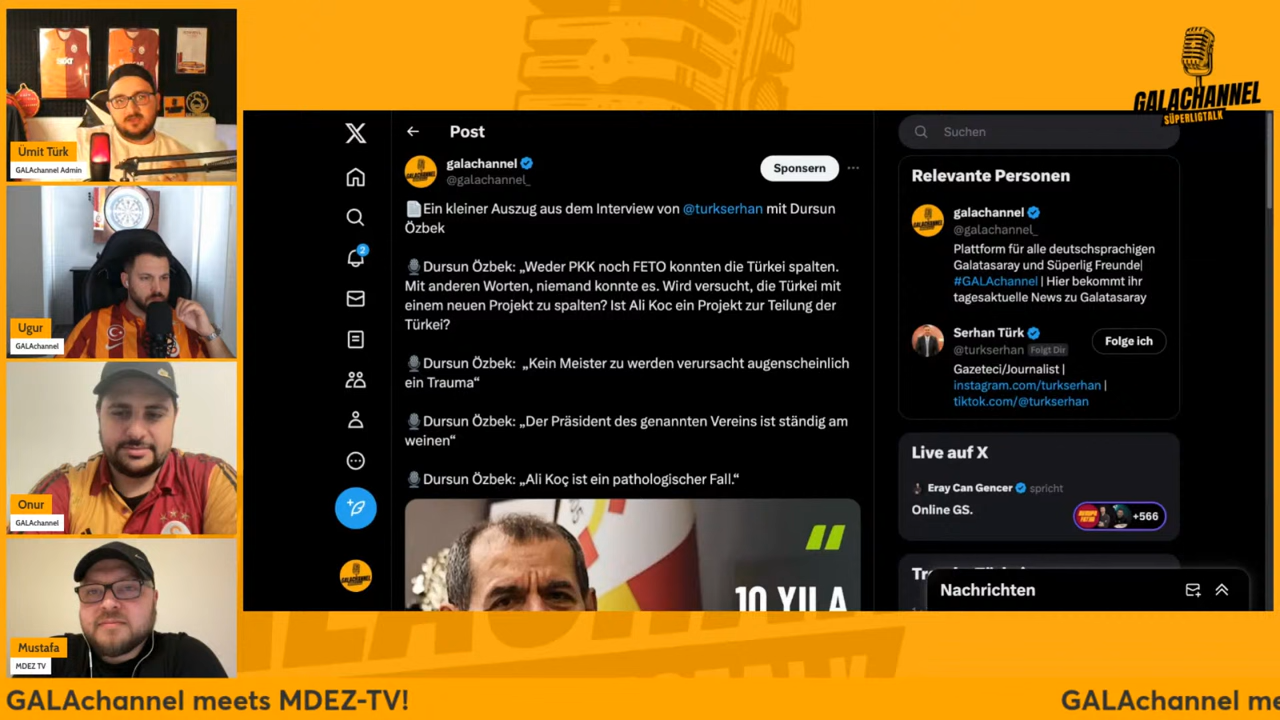 Ümit Türk
GALAchannel Admin
Ugur
GALAchannel
Onur
GALAchannel
Mustafa
MDEZ TV
Post
galachannel
@galachannel_
Sponsern
Ein kleiner Auszug aus dem Interview von @turkserhan mit Dursun
Özbek
Dursun Özbek: „Weder PKK noch FETO konnten die Türkei spalten.
Mit anderen Worten, niemand konnte es. Wird versucht, die Türkei mit
einem neuen Projekt zu spalten? Ist Ali Koc ein Projekt zur Teilung der
Türkei?
Dursun Özbek: „Kein Meister zu werden verursacht augenscheinlich
ein Trauma“
Dursun Özbek: „Der Präsident des genannten Vereins ist ständig am
weinen“
Dursun Özbek: „Ali Koç ist ein pathologischer Fall.“
10 YILA
2
GALACHANNEL
SÜPERLIGTALK
Suchen
Relevante Personen
galachannel
@galachannel_
Plattform für alle deutschsprachigen
Galatasaray und Süperlig Freunde|
#GALAchannel | Hier bekommt ihr
tagesaktuelle News zu Galatasaray
Serhan Türk
@turkserhan Folgt Dir
Folge ich
Gazeteci/Journalist |
instagram.com/turkserhan |
tiktok.com/@turkserhan
Live auf X
Eray Can Gencer spricht
Online GS.
+566
Nachrichten
GALAchannel meets MDEZ-TV!
GALAchannel me